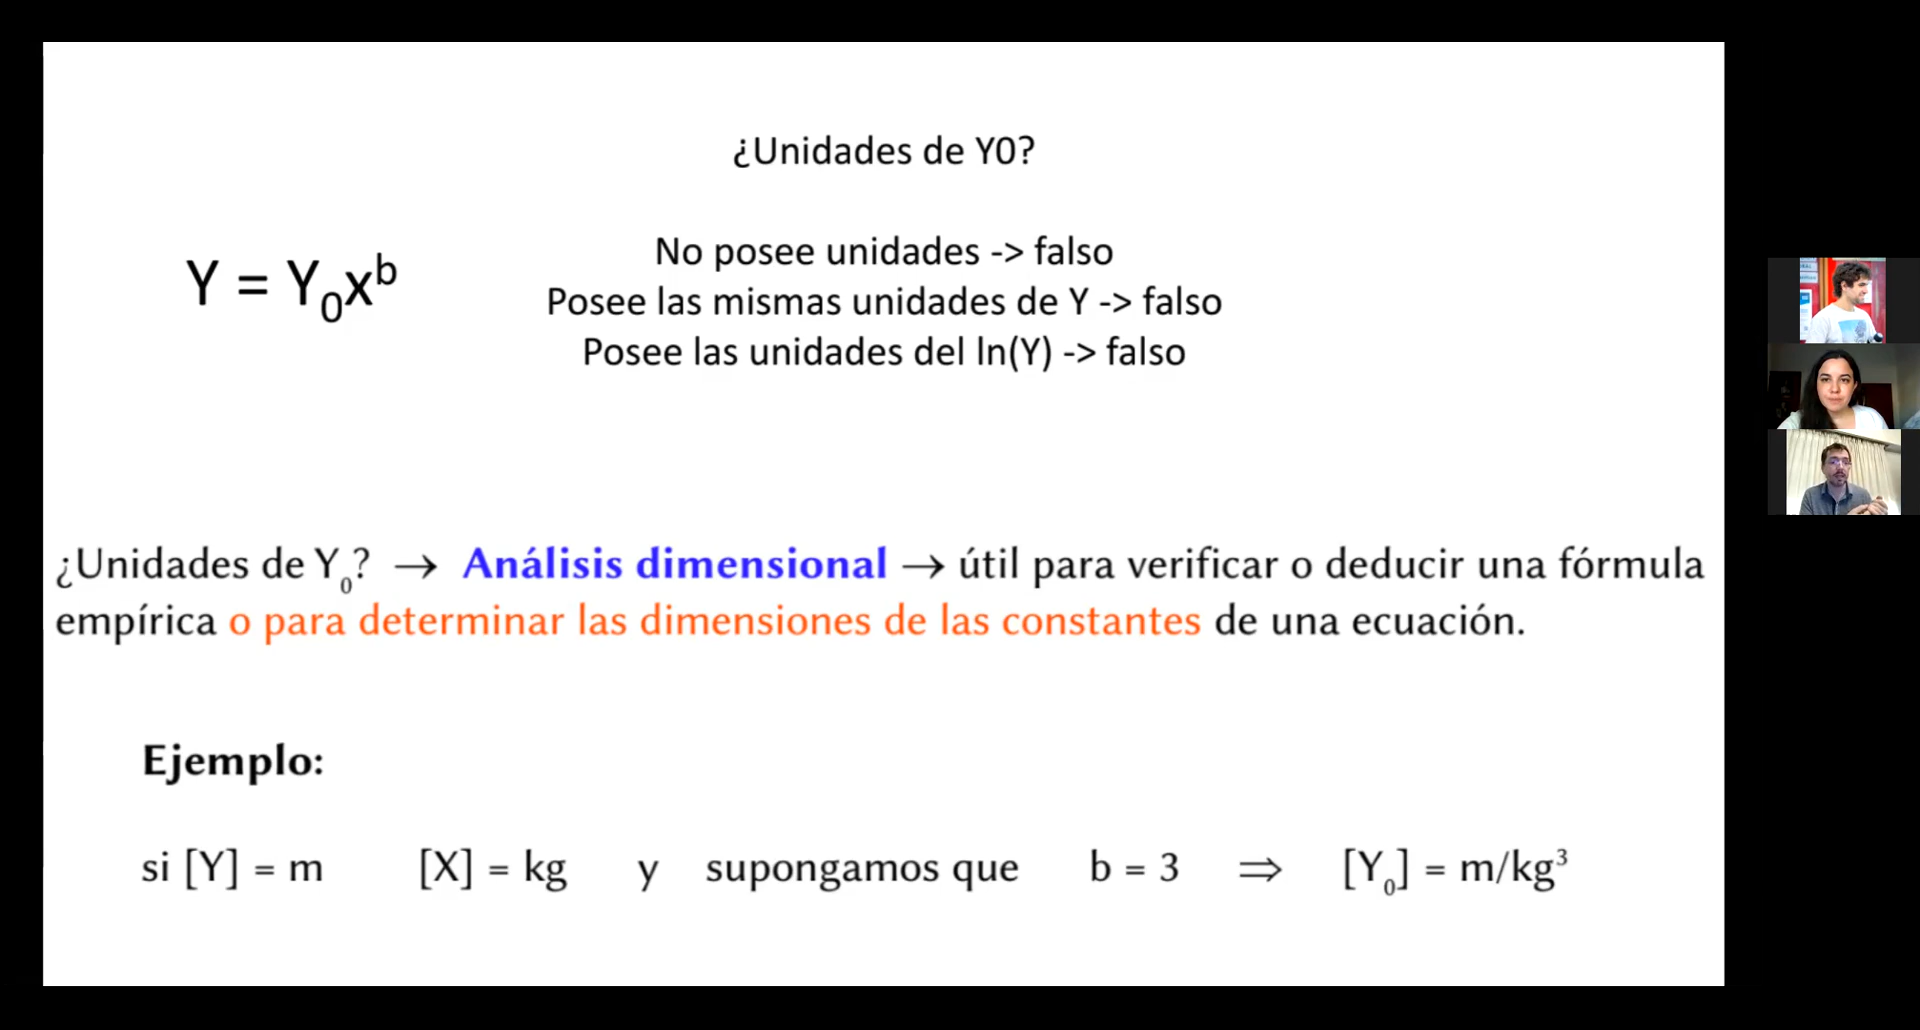 ¿Unidades de Y0?
Y = Y₀xᵇ
No posee unidades -> falso
Posee las mismas unidades de Y -> falso
Posee las unidades del ln(Y) -> falso
¿Unidades de Y₀? → Análisis dimensional → útil para verificar o deducir una fórmula
empírica o para determinar las dimensiones de las constantes de una ecuación.
Ejemplo:
si [Y] = m [X] = kg y supongamos que b = 3 ⇒ [Y₀] = m/kg³